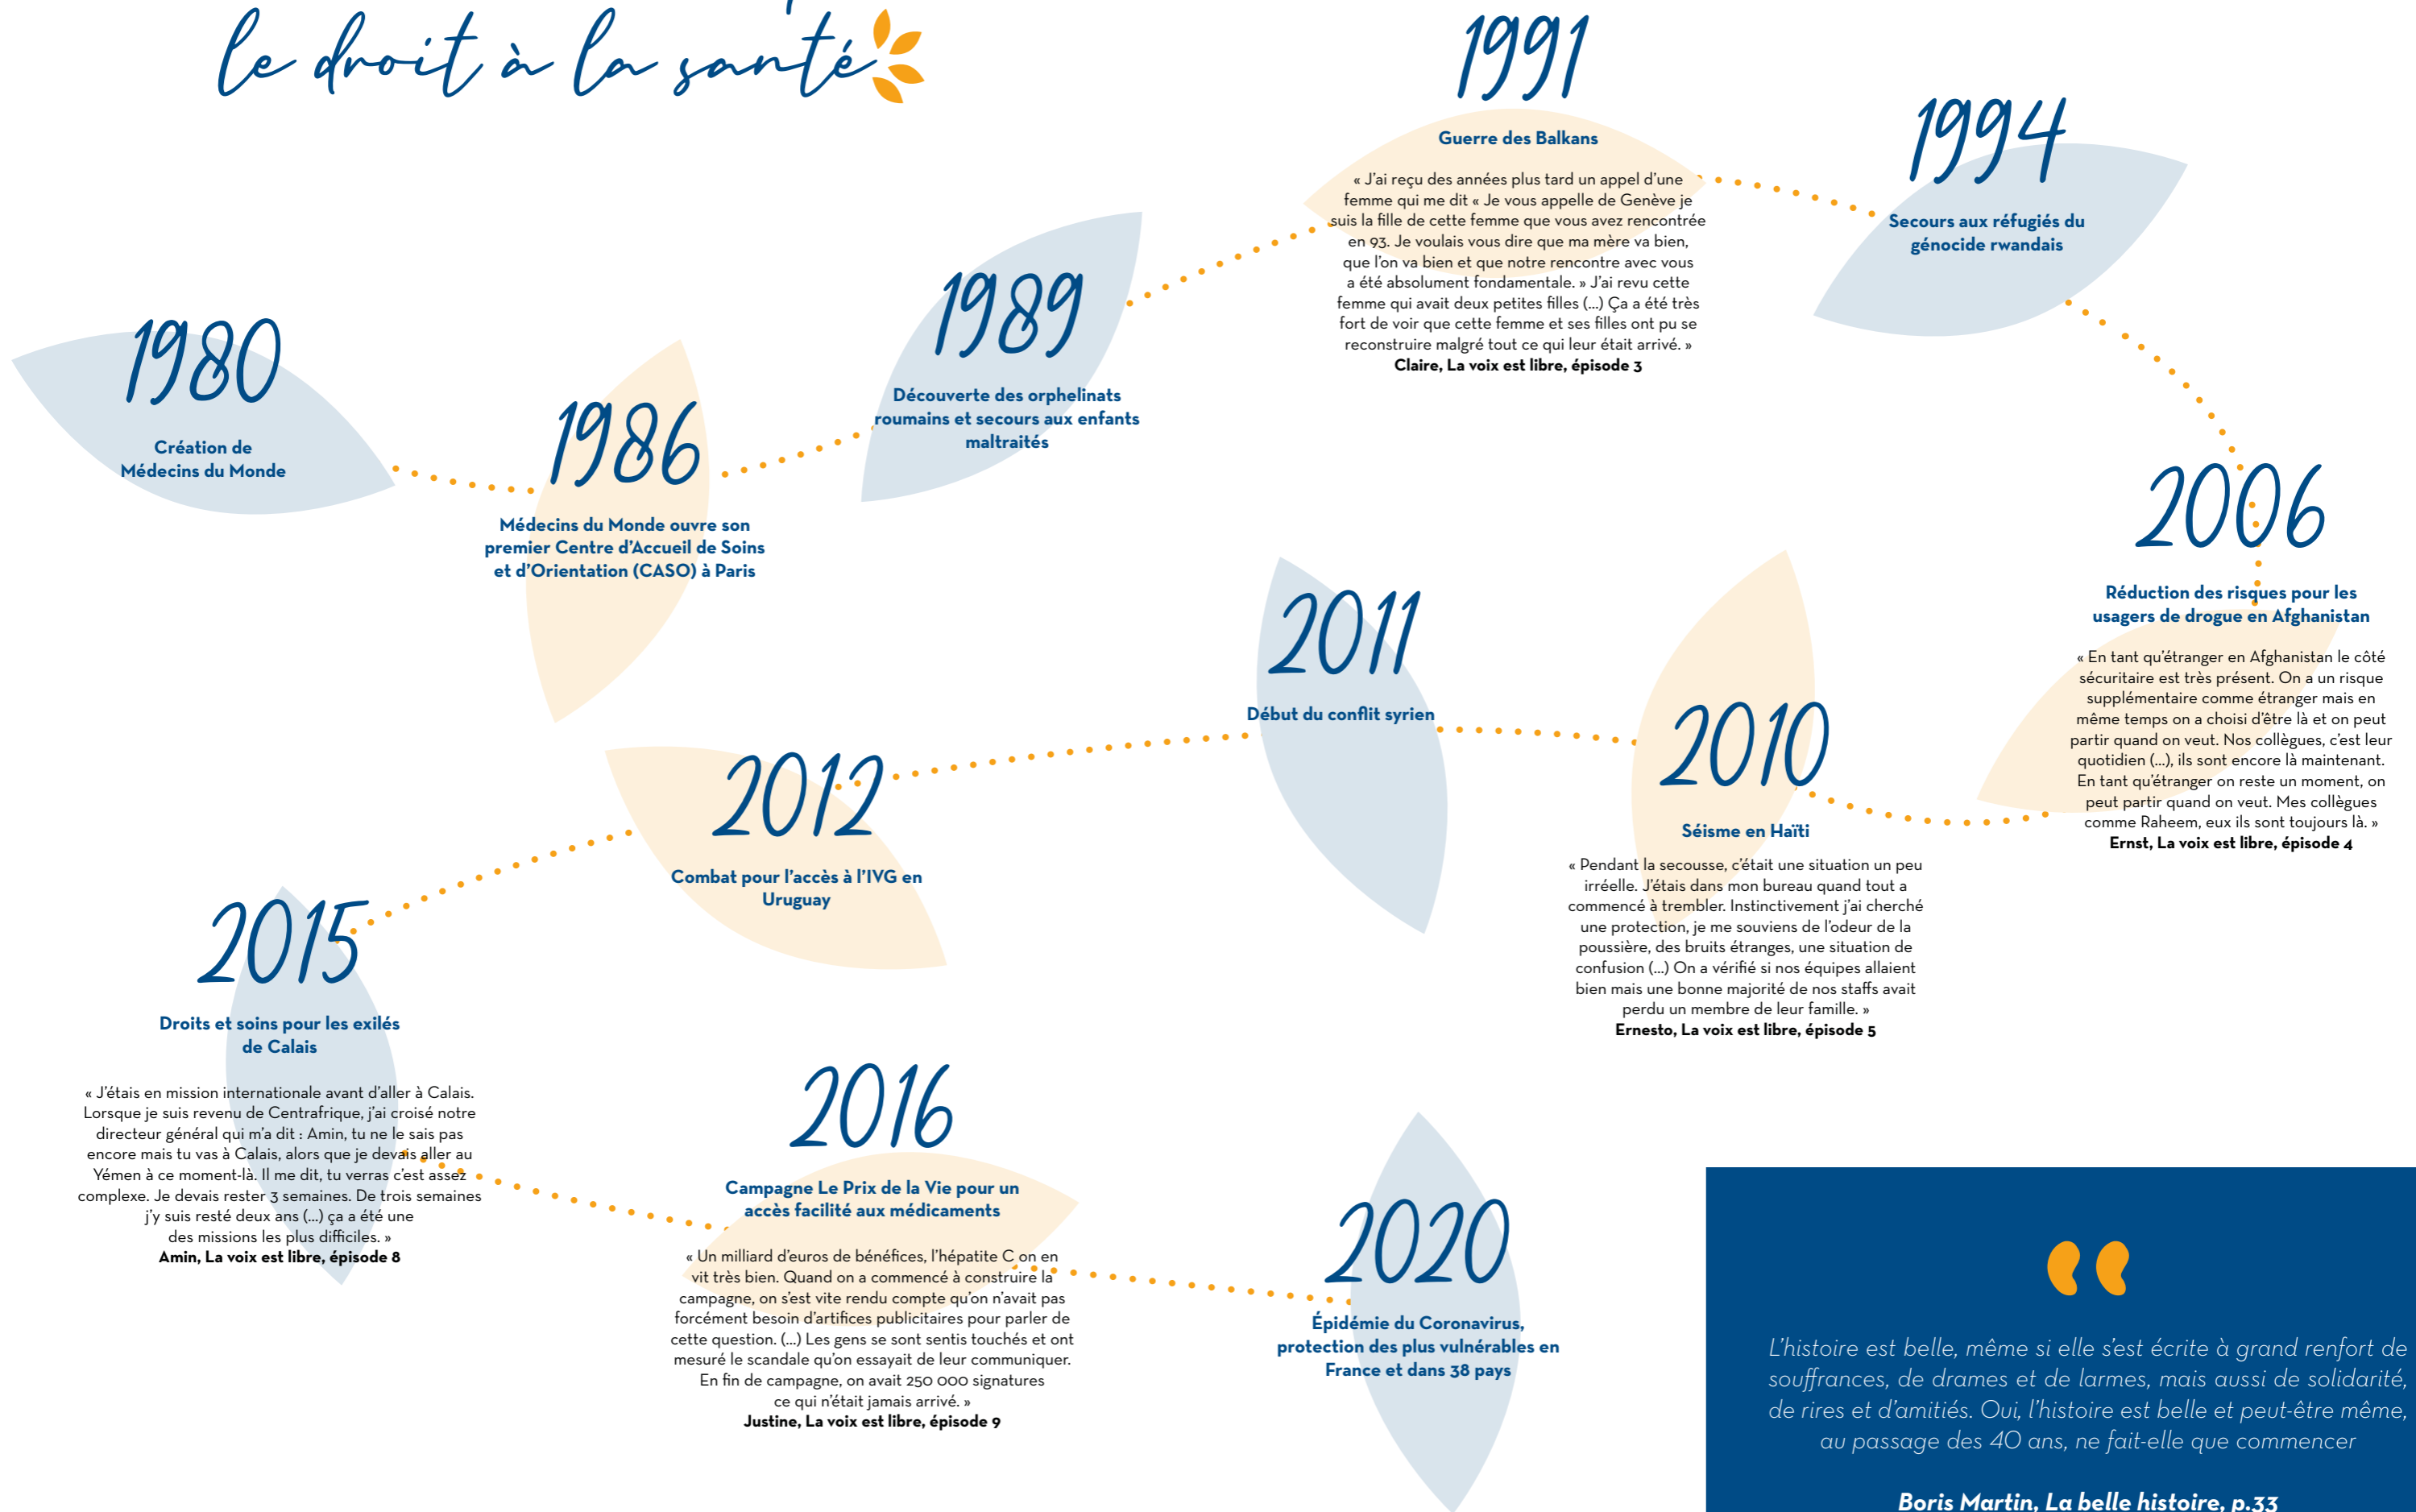 le droit à la santé
1980
Création de
Médecins du Monde
1986
Médecins du Monde ouvre son
premier Centre d'Accueil de Soins
et d'Orientation (CASO) à Paris
1989
Découverte des orphelinats
roumains et secours aux enfants
maltraités
1991
Guerre des Balkans
« J'ai reçu des années plus tard un appel d'une
femme qui me dit « Je vous appelle de Genève je
suis la fille de cette femme que vous avez rencontrée
en 93. Je voulais vous dire que ma mère va bien,
que l'on va bien et que notre rencontre avec vous
a été absolument fondamentale. » J'ai revu cette
femme qui avait deux petites filles (...) Ça a été très
fort de voir que cette femme et ses filles ont pu se
reconstruire malgré tout ce qui leur était arrivé. »
Claire, La voix est libre, épisode 3
1994
Secours aux réfugiés du
génocide rwandais
2006
Réduction des risques pour les
usagers de drogue en Afghanistan
« En tant qu'étranger en Afghanistan le côté
sécuritaire est très présent. On a un risque
supplémentaire comme étranger mais en
même temps on a choisi d'être là et on peut
partir quand on veut. Nos collègues, c'est leur
quotidien (...), ils sont encore là maintenant.
En tant qu'étranger on reste un moment, on
peut partir quand on veut. Mes collègues
comme Raheem, eux ils sont toujours là. »
Ernst, La voix est libre, épisode 4
2010
Séisme en Haïti
« Pendant la secousse, c'était une situation un peu
irréelle. J'étais dans mon bureau quand tout a
commencé à trembler. Instinctivement j'ai cherché
une protection, je me souviens de l'odeur de la
poussière, des bruits étranges, une situation de
confusion (...) On a vérifié si nos équipes allaient
bien mais une bonne majorité de nos staffs avait
perdu un membre de leur famille. »
Ernesto, La voix est libre, épisode 5
2011
Début du conflit syrien
2012
Combat pour l'accès à l'IVG en
Uruguay
2015
Droits et soins pour les exilés
de Calais
« J'étais en mission internationale avant d'aller à Calais.
Lorsque je suis revenu de Centrafrique, j'ai croisé notre
directeur général qui m'a dit : Amin, tu ne le sais pas
encore mais tu vas à Calais, alors que je devais aller au
Yémen à ce moment-là. Il me dit, tu verras c'est assez
complexe. Je devais rester 3 semaines. De trois semaines
j'y suis resté deux ans (...) ça a été une
des missions les plus difficiles. »
Amin, La voix est libre, épisode 8
2016
Campagne Le Prix de la Vie pour un
accès facilité aux médicaments
« Un milliard d'euros de bénéfices, l'hépatite C on en
vit très bien. Quand on a commencé à construire la
campagne, on s'est vite rendu compte qu'on n'avait pas
forcément besoin d'artifices publicitaires pour parler de
cette question. (...) Les gens se sont sentis touchés et ont
mesuré le scandale qu'on essayait de leur communiquer.
En fin de campagne, on avait 250 000 signatures
ce qui n'était jamais arrivé. »
Justine, La voix est libre, épisode 9
2020
Épidémie du Coronavirus,
protection des plus vulnérables en
France et dans 38 pays
L'histoire est belle, même si elle s'est écrite à grand renfort de
souffrances, de drames et de larmes, mais aussi de solidarité,
de rires et d'amitiés. Oui, l'histoire est belle et peut-être même,
au passage des 40 ans, ne fait-elle que commencer
Boris Martin, La belle histoire, p.33